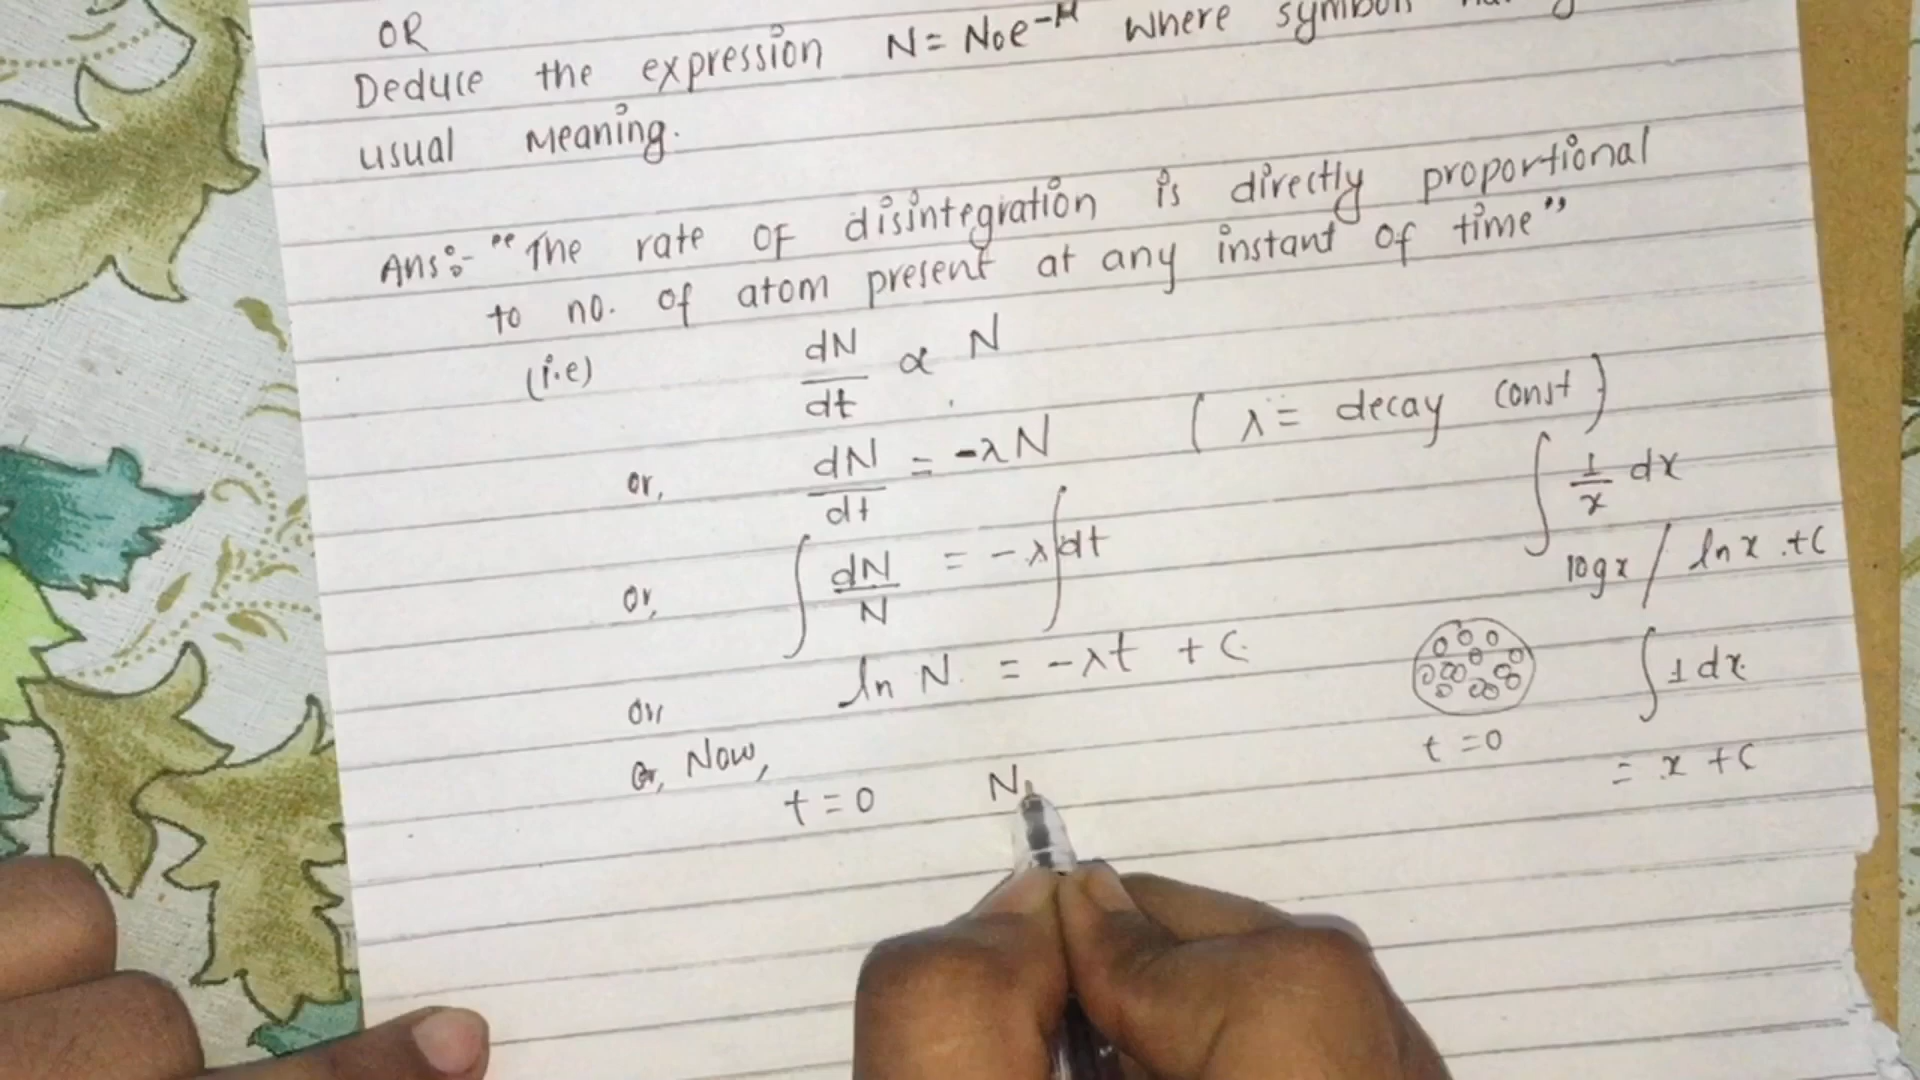 OR
Deduce the expression N = N₀e⁻λt where symbols
usual Meaning.
Ans:- "The rate OF disintegration is directly proportional
to no. of atom present at any instant of time"
(i.e) dN/dt ∝ N
or, dN/dt = -λN ( λ = decay const )
∫ 1/x dx
or, ∫ dN/N = -λ∫dt
log x / ln x + C
or, ln N = -λt + C
∫ 1 dx
t = 0
= x + C
Or, Now,
t = 0 N